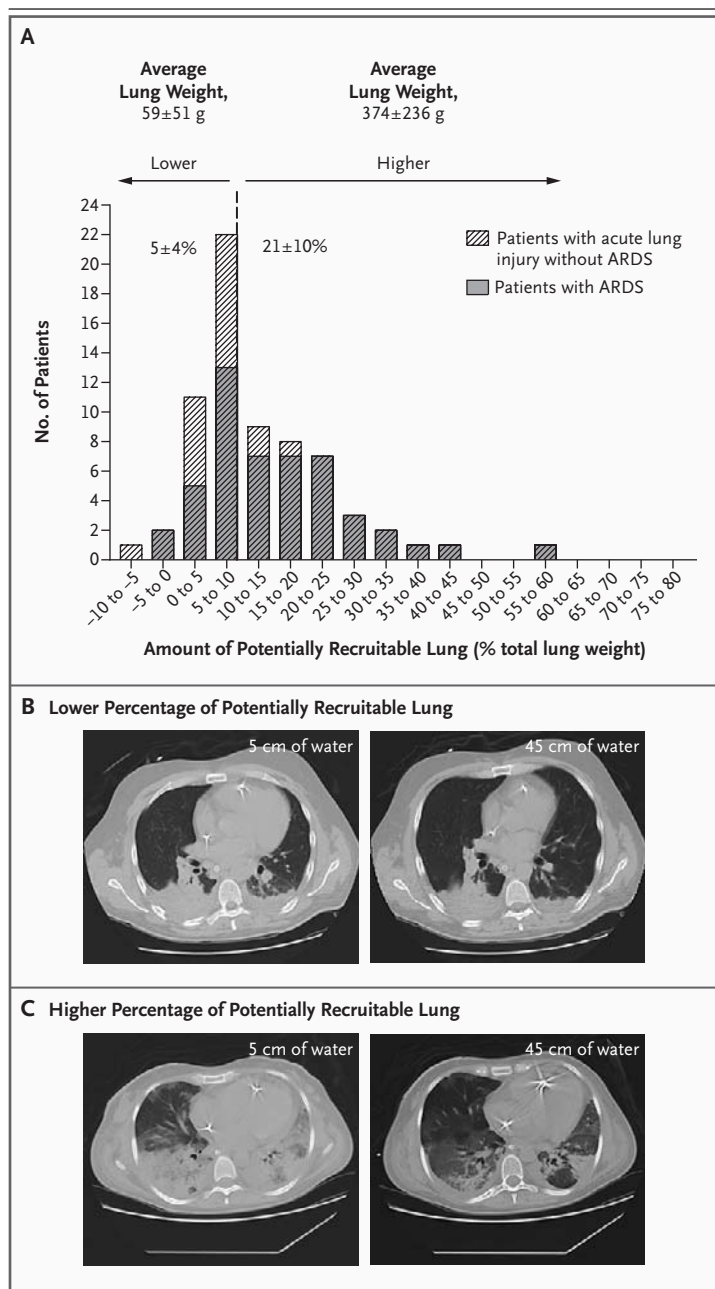 A
Average
Lung Weight,
59±51 g
Average
Lung Weight,
374±236 g
Lower
Higher
24
22
20
18
16
14
12
10
8
6
4
2
0
No. of Patients
5±4%
21±10%
Patients with acute lung
injury without ARDS
Patients with ARDS
–10 to –5
–5 to 0
0 to 5
5 to 10
10 to 15
15 to 20
20 to 25
25 to 30
30 to 35
35 to 40
40 to 45
45 to 50
50 to 55
55 to 60
60 to 65
65 to 70
70 to 75
75 to 80
Amount of Potentially Recruitable Lung (% total lung weight)
B Lower Percentage of Potentially Recruitable Lung
5 cm of water
45 cm of water
C Higher Percentage of Potentially Recruitable Lung
5 cm of water
45 cm of water